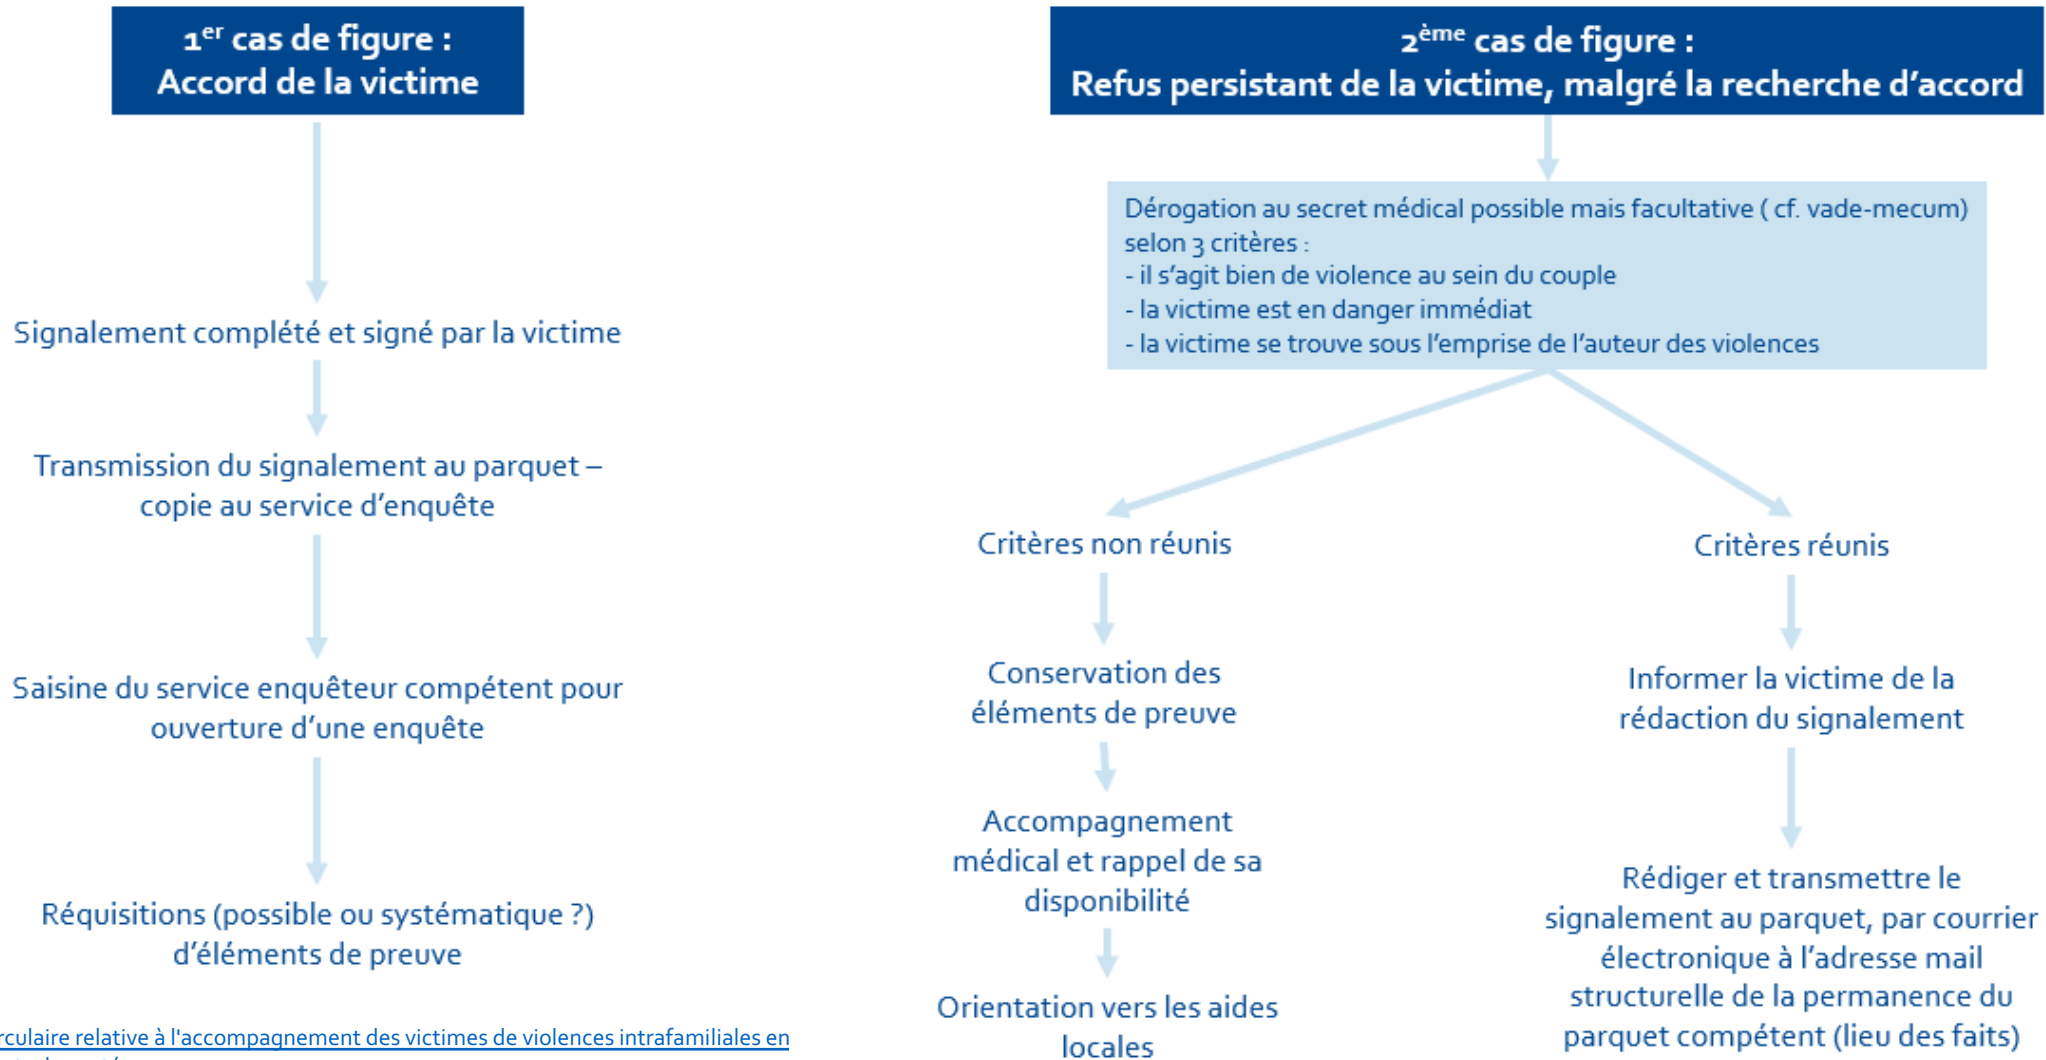 1er cas de figure :
Accord de la victime
Signalement complété et signé par la victime
Transmission du signalement au parquet –
copie au service d'enquête
Saisine du service enquêteur compétent pour
ouverture d'une enquête
Réquisitions (possible ou systématique ?)
d'éléments de preuve
2ème cas de figure :
Refus persistant de la victime, malgré la recherche d'accord
Dérogation au secret médical possible mais facultative ( cf. vade-mecum)
selon 3 critères :
- il s'agit bien de violence au sein du couple
- la victime est en danger immédiat
- la victime se trouve sous l'emprise de l'auteur des violences
Critères non réunis
Conservation des
éléments de preuve
Accompagnement
médical et rappel de sa
disponibilité
Orientation vers les aides
locales
Critères réunis
Informer la victime de la
rédaction du signalement
Rédiger et transmettre le
signalement au parquet, par courrier
électronique à l'adresse mail
structurelle de la permanence du
parquet compétent (lieu des faits)
relative à l'accompagnement des victimes de violences intrafamiliales en